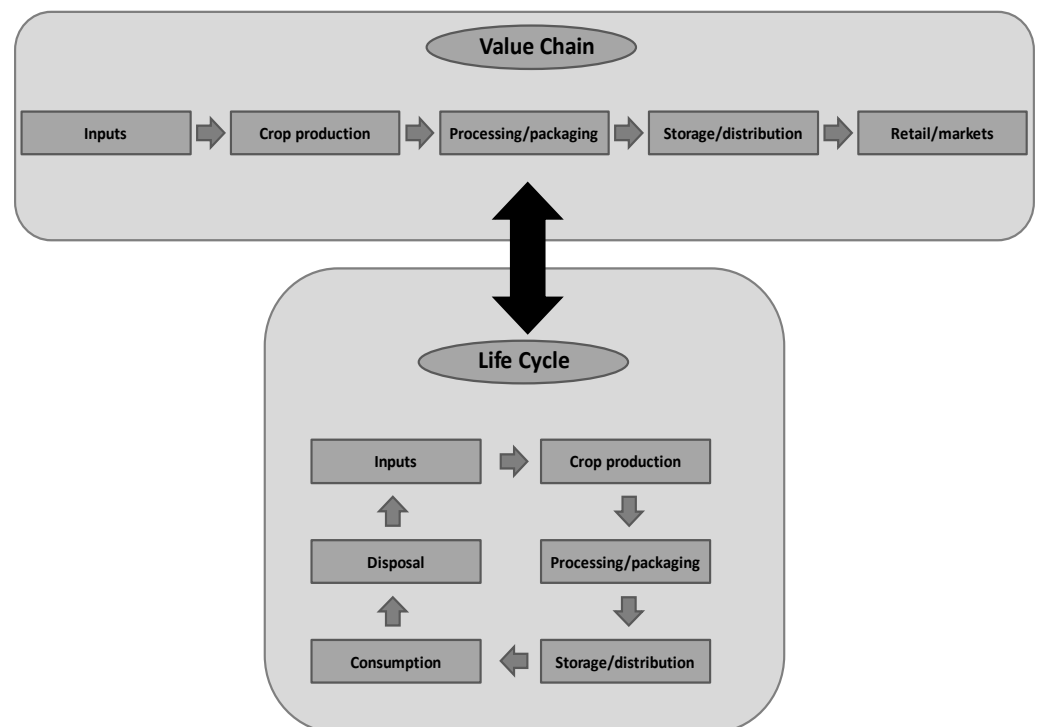 Value Chain
Inputs
Crop production
Processing/packaging
Storage/distribution
Retail/markets
Life Cycle
Inputs
Crop production
Disposal
Processing/packaging
Consumption
Storage/distribution